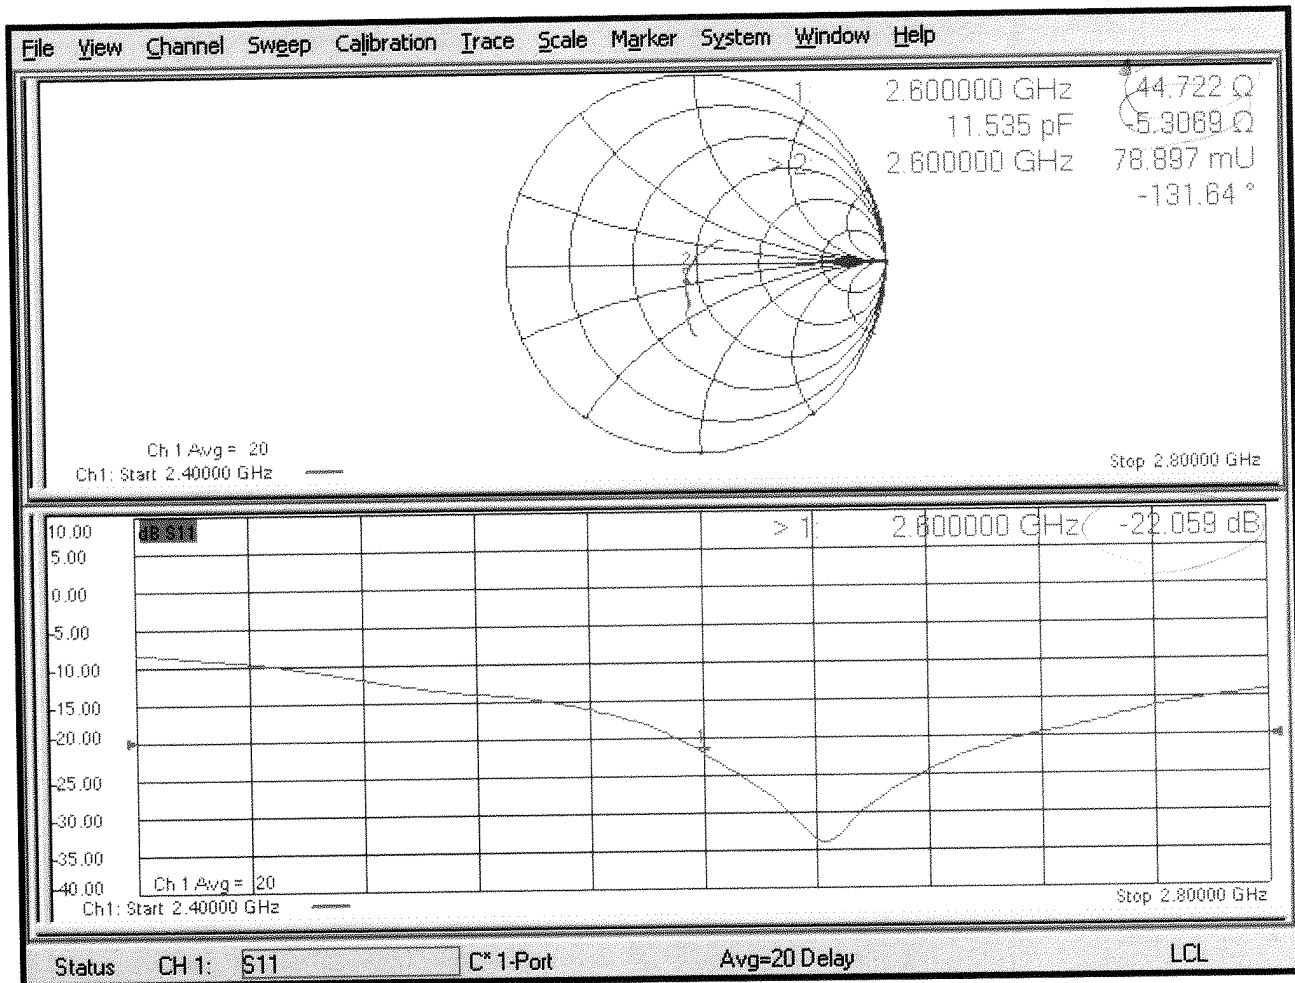 File View Channel Sweep Calibration Trace Scale Marker System Window Help
1: 2.600000 GHz 44.722 Ω
11.535 pF -5.3069 Ω
> 2: 2.600000 GHz 78.897 mU
-131.64 °
2
Ch 1 Avg = 20
Ch1: Start 2.40000 GHz
Stop 2.80000 GHz
10.00
dB S11
> 1: 2.600000 GHz -22.059 dB
5.00
0.00
-5.00
-10.00
-15.00
-20.00
1
-25.00
-30.00
-35.00
-40.00
Ch 1 Avg = 20
Ch1: Start 2.40000 GHz
Stop 2.80000 GHz
Status CH 1: S11 C* 1-Port Avg=20 Delay LCL